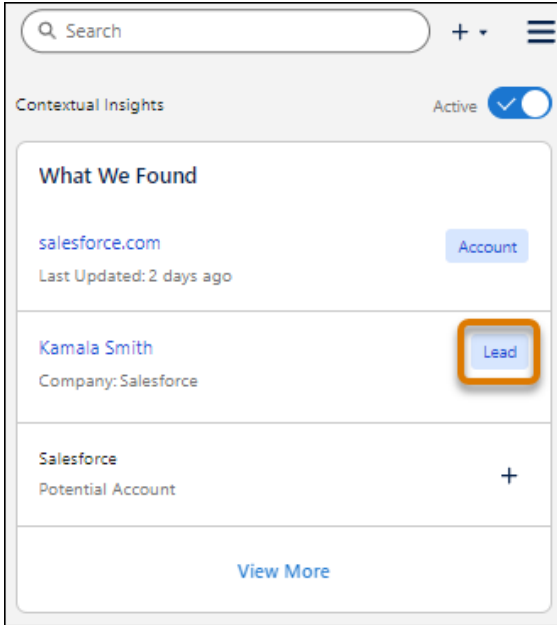 Search
Contextual Insights
Active
What We Found
salesforce.com
Account
Last Updated: 2 days ago
Kamala Smith
Lead
Company: Salesforce
Salesforce
Potential Account
View More